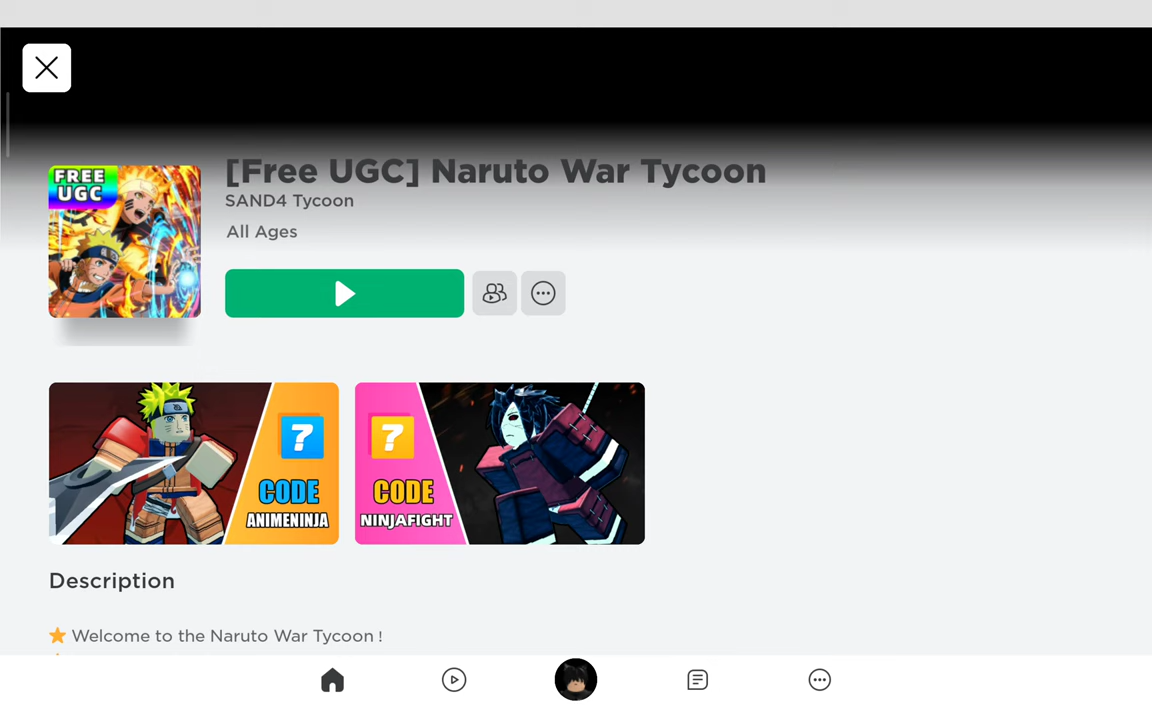 [Free UGC] Naruto War Tycoon
FREE
UGC
SAND4 Tycoon
All Ages
?
CODE
ANIMENINJA
?
CODE
NINJAFIGHT
Description
Welcome to the Naruto War Tycoon !